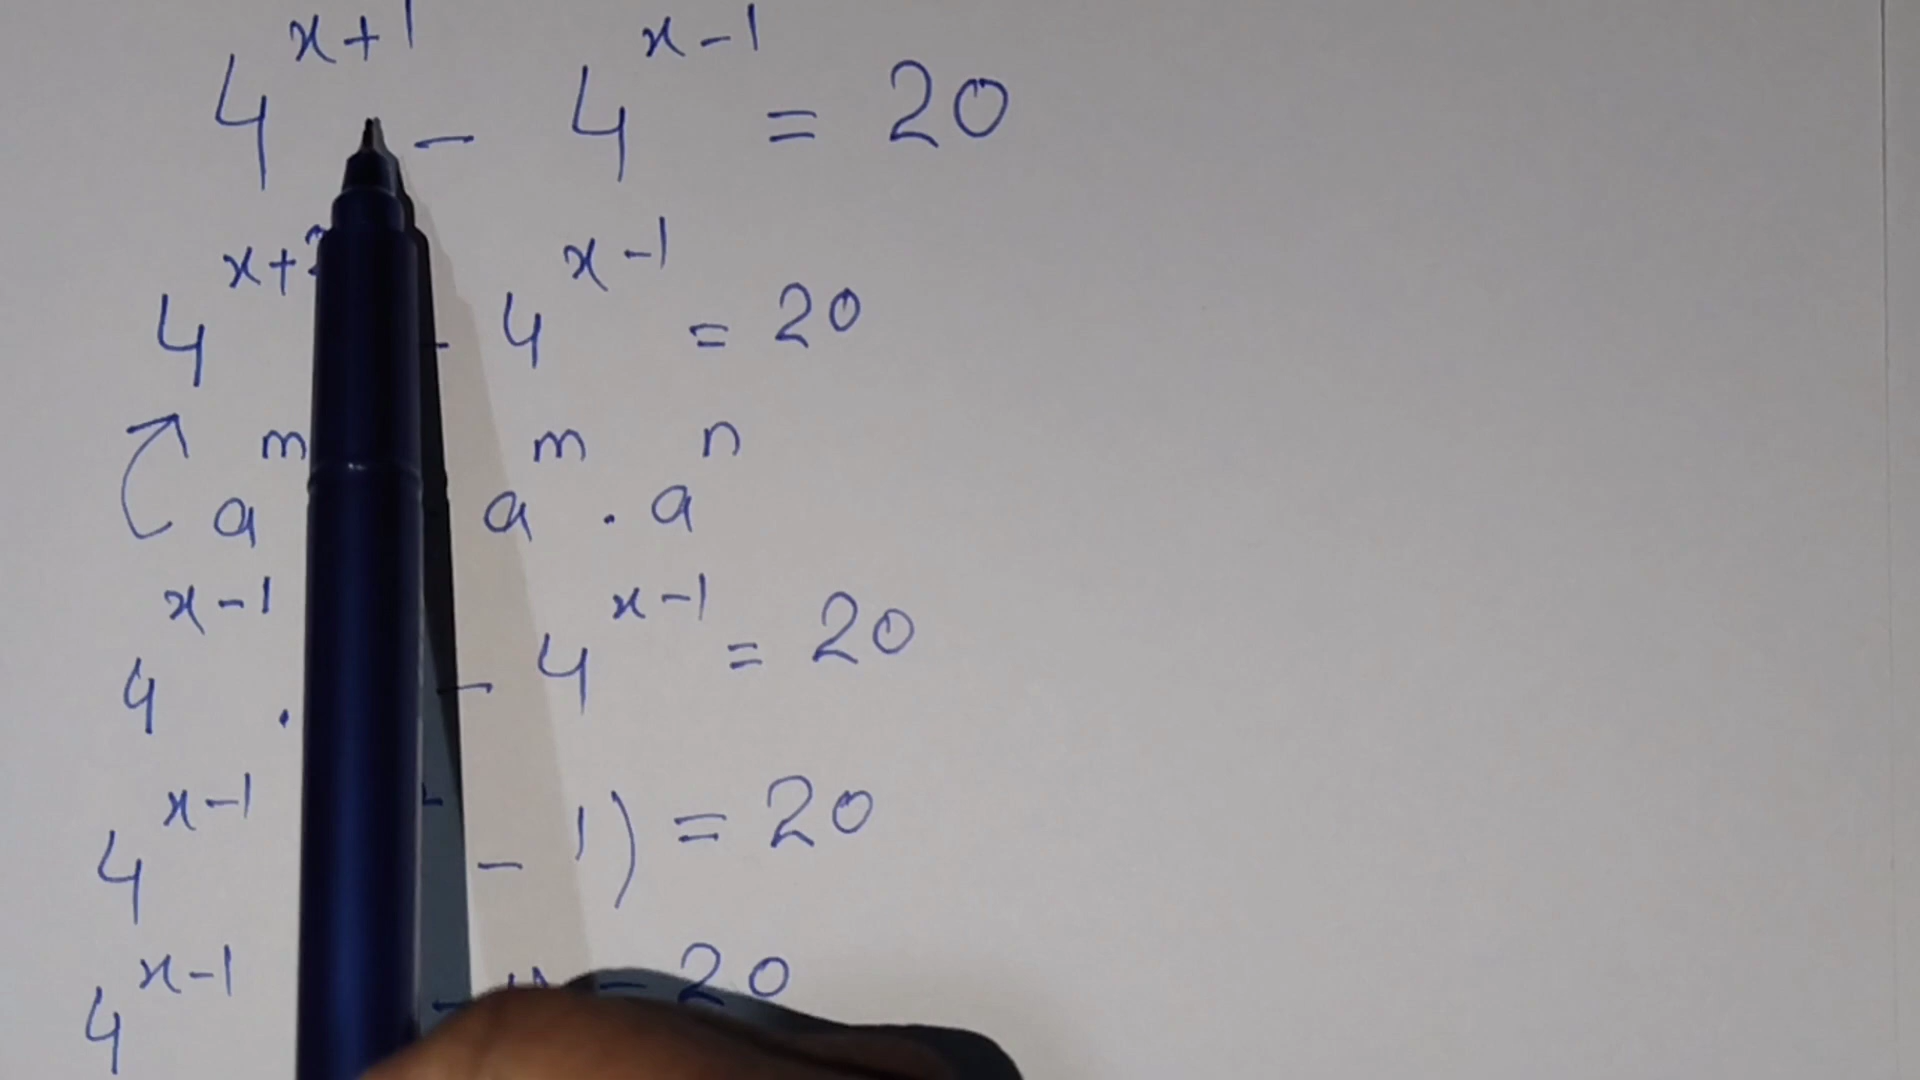 4^{x+1} - 4^{x-1} = 20
4^{x+2} - 4^{x-1} = 20
a^{m} a^{m} . a^{n}
4^{x-1} . - 4^{x-1} = 20
4^{x-1} - 1) = 20
4^{x-1} - = 20